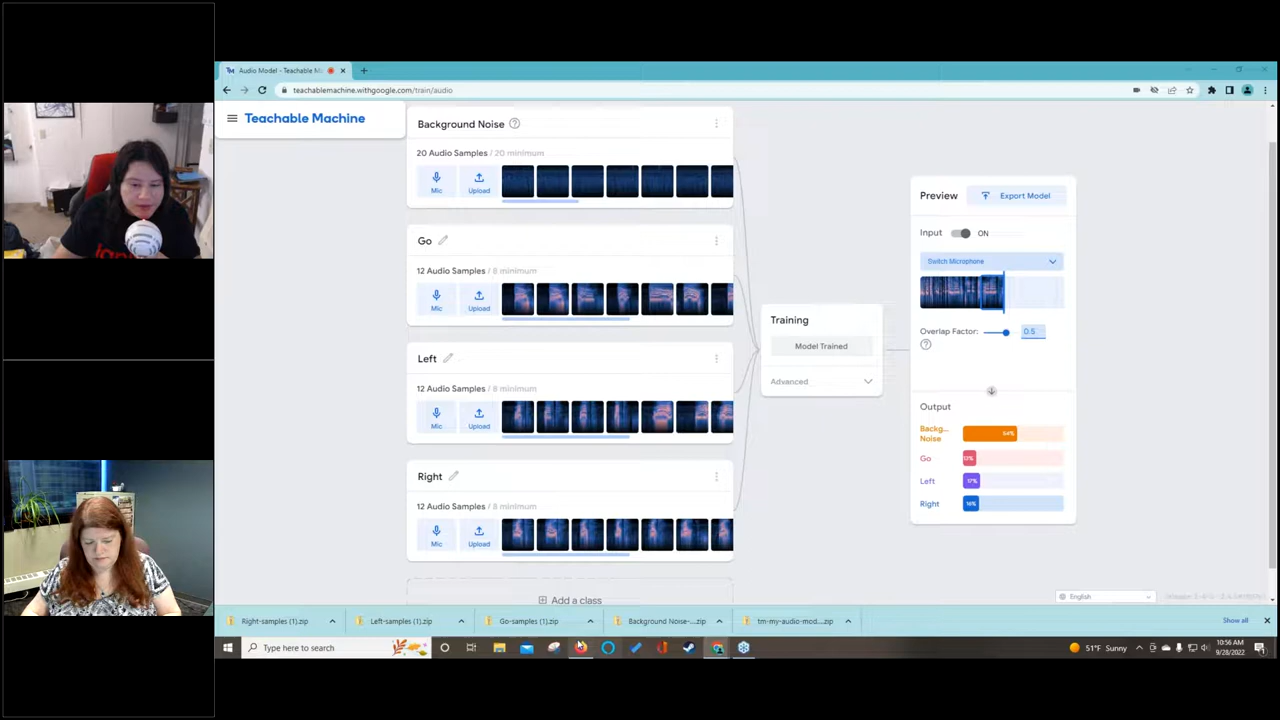 Audio Model - Teachable Ma
teachablemachine.withgoogle.com/train/audio
Teachable Machine
Background Noise
20 Audio Samples / 20 minimum
Mic
Upload
Go
12 Audio Samples / 8 minimum
Mic
Upload
Left
12 Audio Samples / 8 minimum
Mic
Upload
Right
12 Audio Samples / 8 minimum
Mic
Upload
Add a class
Training
Model Trained
Advanced
Preview
Export Model
Input
ON
Switch Microphone
Overlap Factor:
0.5
Output
Backg...
Noise
Go
Left
Right
English
Right-samples (1).zip
Left-samples (1).zip
Go-samples (1).zip
Background Noise-....zip
tm-my-audio-mod....zip
Show all
Type here to search
51°F Sunny
10:56 AM
9/28/2022